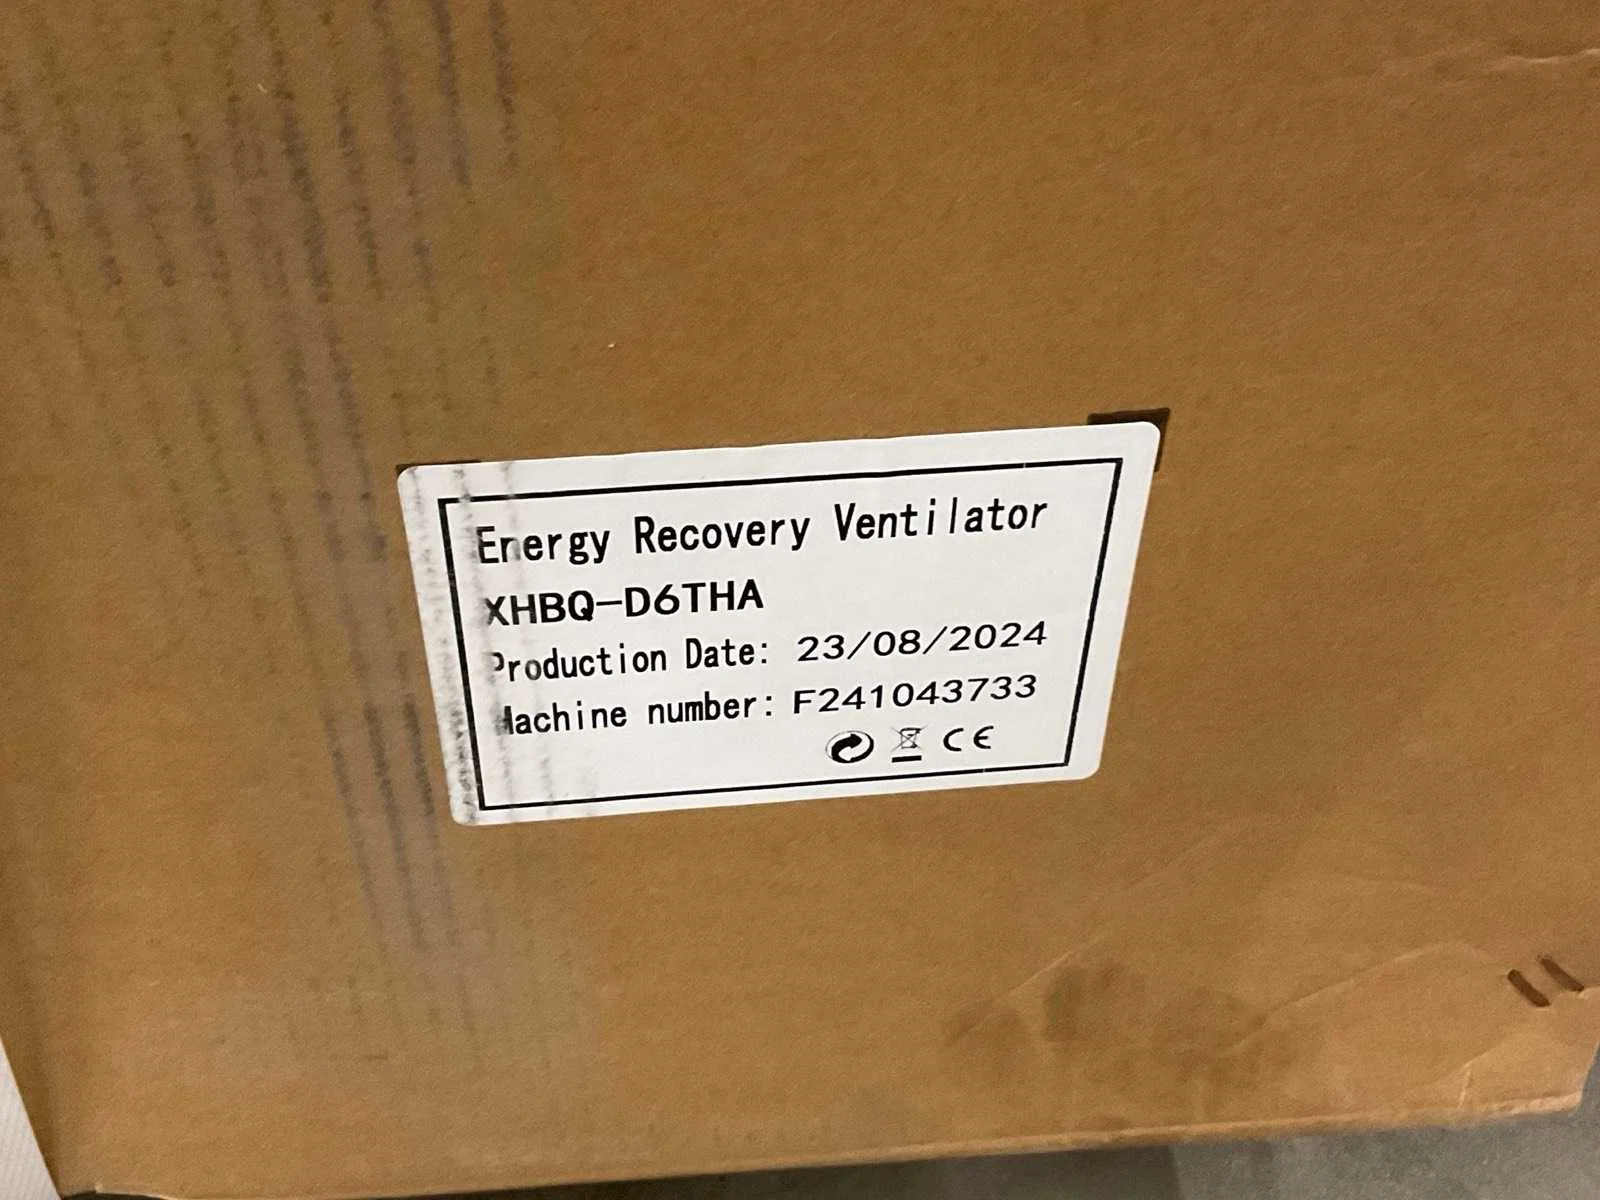 Energy Recovery Ventilator
XHBQ-D6THA
Production Date: 23/08/2024
Machine number: F241043733
CE